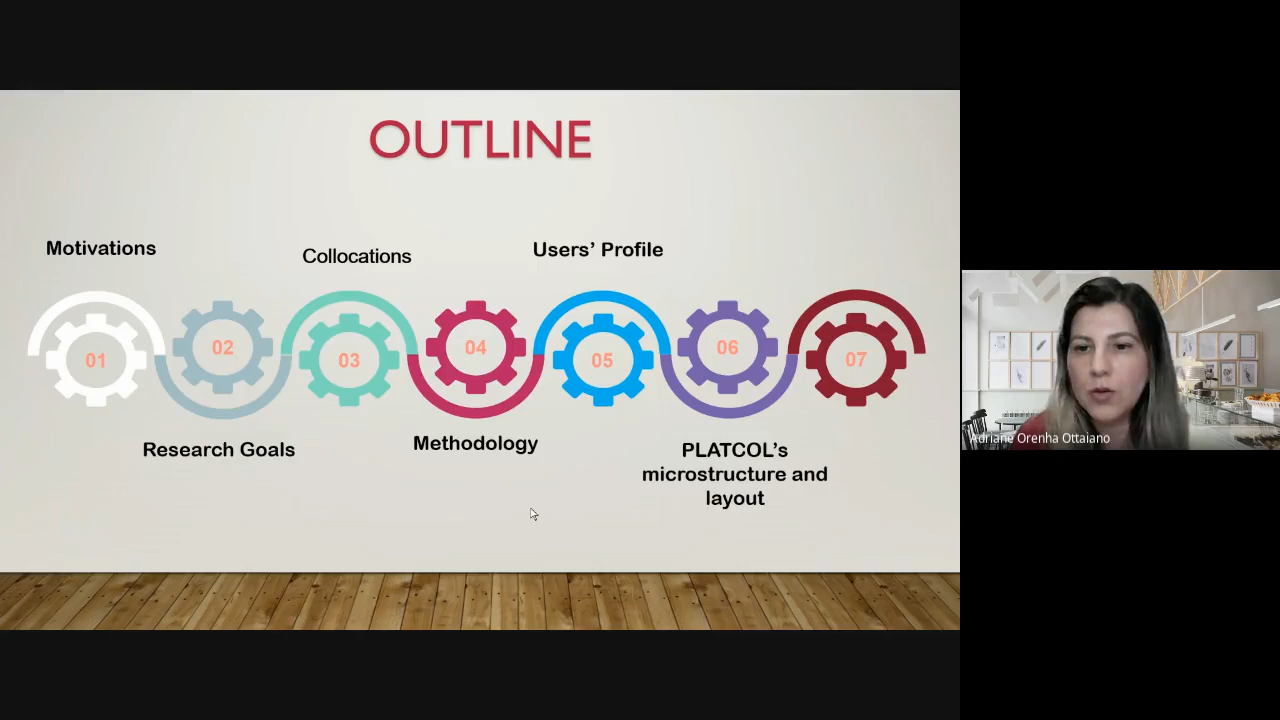 OUTLINE
Motivations
Collocations
Users’ Profile
01
02
03
04
05
06
07
Research Goals
Methodology
PLATCOL’s
microstructure and
layout
Adriane Orenha Ottaiano